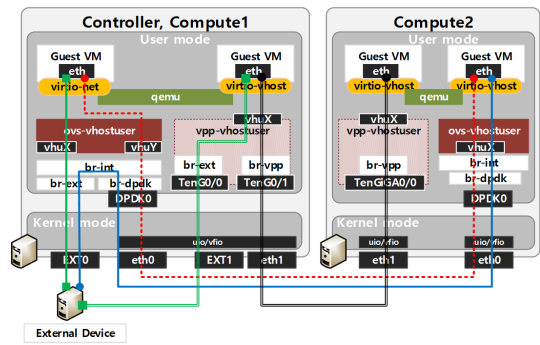 Controller, Compute1
User mode
Guest VM
eth
virtio-net
Guest VM
eth
virtio-vhost
qemu
ovs-vhostuser
vhuX
vhuY
br-int
br-ext
br-dpdk
DPDK0
vhuX
vpp-vhostuser
br-ext
br-vpp
TenG0/0
TenG0/1
Kernel mode
uio/vfio
EXT0
eth0
EXT1
eth1
External Device
Compute2
User mode
Guest VM
eth
virtio-vhost
Guest VM
eth
virtio-vhost
qemu
vhuX
vpp-vhostuser
br-vpp
TenGiGA0/0
ovs-vhostuser
vhuX
br-int
br-dpdk
DPDK0
Kernel mode
uio/vfio
uio/vfio
eth1
eth0